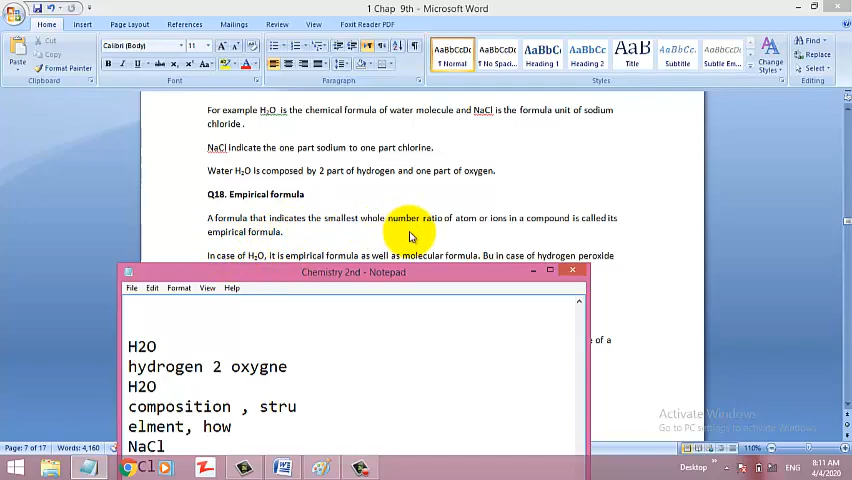 1 Chap 9th - Microsoft Word
Home Insert Page Layout References Mailings Review View Foxit Reader PDF
Cut
Copy
Format Painter
Paste
Clipboard
Calibri (Body) 11
Font
Paragraph
AaBbCcDc AaBbCcDc AaBbC AaBbCc AaB AaBbCc. AaBbCcDc
¶ Normal ¶ No Spaci... Heading 1 Heading 2 Title Subtitle Subtle Em...
Styles
Change Styles
Find
Replace
Select
Editing
For example H₂O is the chemical formula of water molecule and NaCl is the formula unit of sodium
chloride .
NaCl indicate the one part sodium to one part chlorine.
Water H₂O is composed by 2 part of hydrogen and one part of oxygen.
Q18. Empirical formula
A formula that indicates the smallest whole number ratio of atom or ions in a compound is called its
empirical formula.
In case of H₂O, it is empirical formula as well as molecular formula. Bu in case of hydrogen peroxide
e of a
Chemistry 2nd - Notepad
File Edit Format View Help
H2O
hydrogen 2 oxygne
H2O
composition , stru
elment, how
NaCl
Cl
Activate Windows
Go to PC settings to activate Windows.
Page: 7 of 17 Words: 4,160
110%
Desktop ENG
8:11 AM
4/4/2020